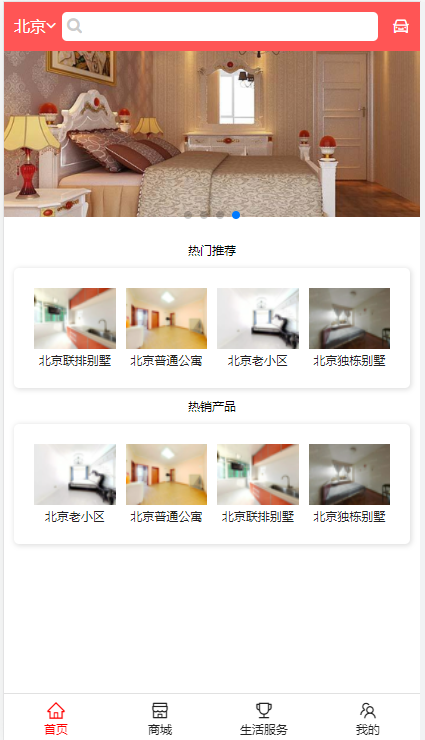 北京
热门推荐
北京联排别墅 北京普通公寓 北京老小区 北京独栋别墅
热销产品
北京老小区 北京普通公寓 北京联排别墅 北京独栋别墅
首页 商城 生活服务 我的